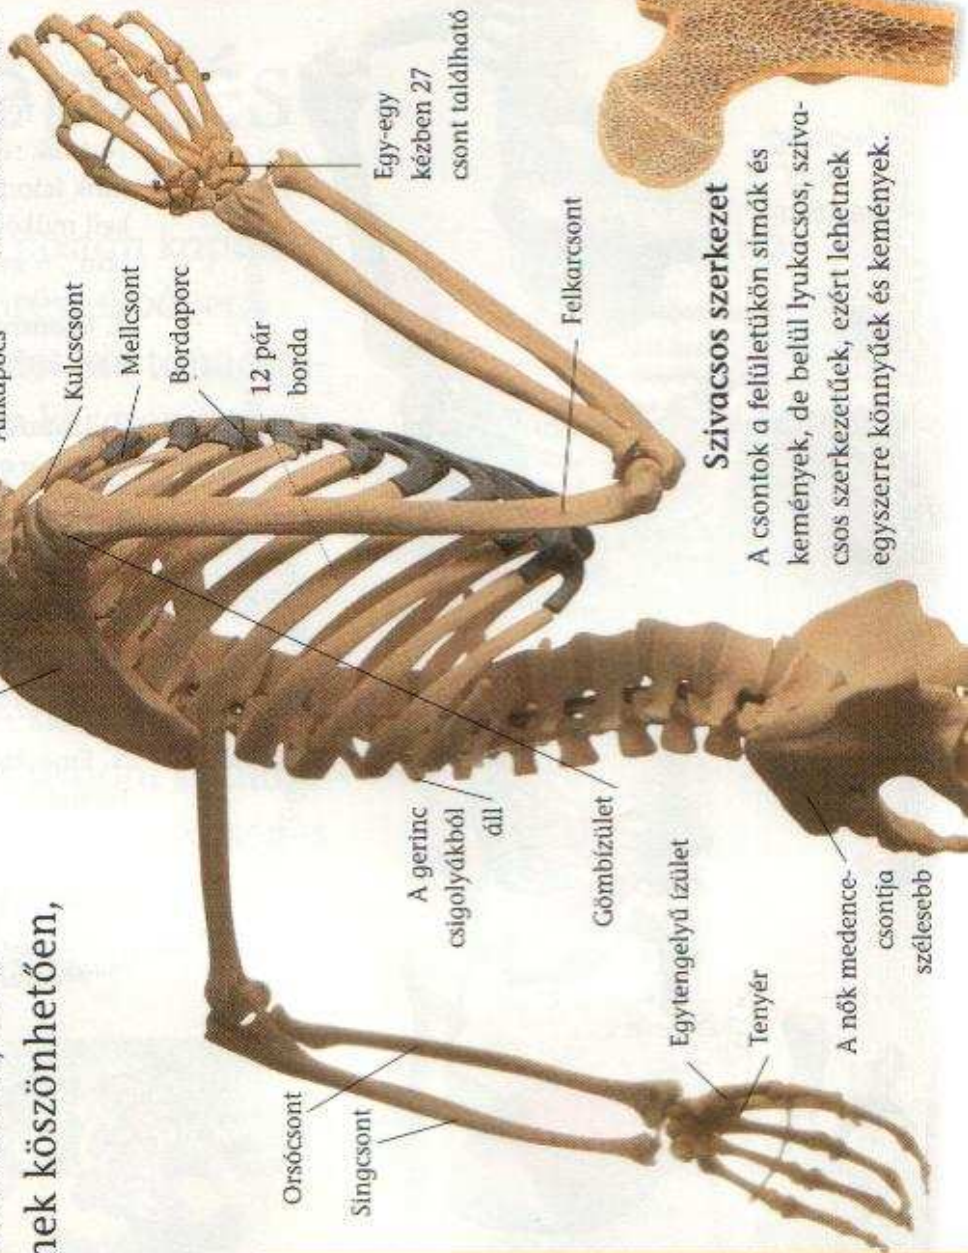 nek köszönhetően,
Kulcscsont
Mellcsont
Bordaporc
12 pár
borda
Egy-egy
kézben 27
csont található
Felkarcsont
Szivacsos szerkezet
A csontok a felületükön simák és
kemények, de belül lyukacsos, sziva-
csos szerkezetűek, ezért lehetnek
egyszerre könnyűek és kemények.
A gerinc
csigolyákból
áll
Gömbízület
Orsócsont
Singcsont
Egytengelyű ízület
Tenyér
A nők medence-
csontja
szélesebb